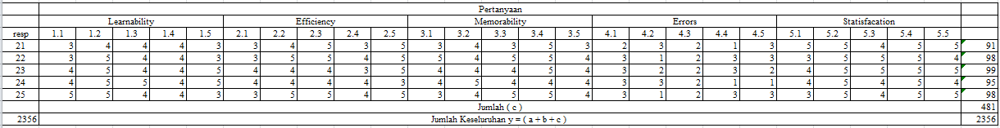 Pertanyaan
Learnability Efficiency Memorability Errors Statisfacation
resp 1.1 1.2 1.3 1.4 1.5 2.1 2.2 2.3 2.4 2.5 3.1 3.2 3.3 3.4 3.5 4.1 4.2 4.3 4.4 4.5 5.1 5.2 5.3 5.4 5.5
21 3 4 4 4 3 3 4 5 3 5 3 4 3 5 3 2 3 2 1 3 5 5 4 5 5 91
22 3 5 4 4 3 3 5 5 4 5 5 4 5 5 4 3 1 2 3 3 3 5 5 5 4 98
23 4 5 4 4 5 4 4 4 3 5 4 4 4 5 4 3 2 2 3 2 4 5 5 5 5 99
24 4 5 5 4 5 4 4 4 4 3 4 5 4 4 4 3 3 2 1 1 4 5 4 5 4 95
25 5 5 4 4 3 3 5 5 4 5 3 4 5 5 4 3 1 2 3 3 3 5 4 5 5 98
Jumlah ( c ) 481
2356 Jumlah Keseluruhan y = ( a + b + c ) 2356